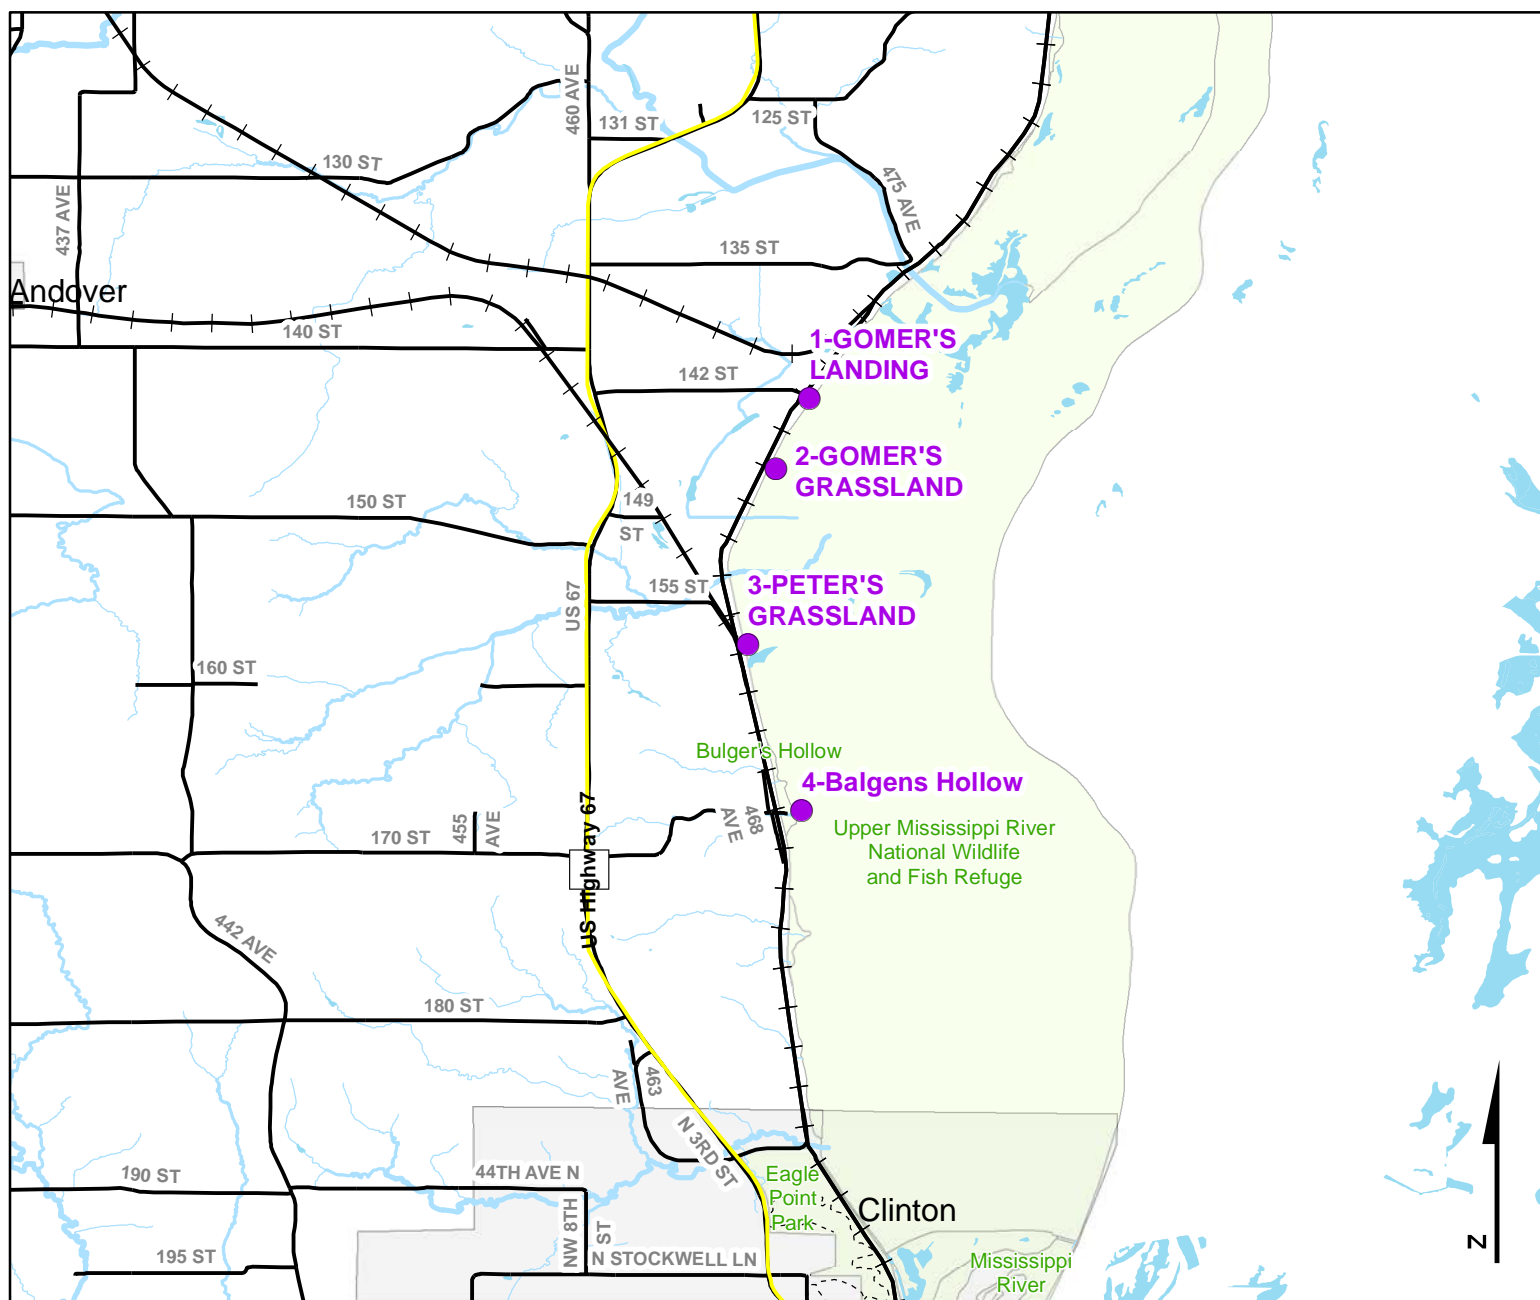 460 AVE
131 ST
125 ST
130 ST
475 AVE
437 AVE
135 ST
Andover
140 ST
1-GOMER'S
LANDING
142 ST
2-GOMER'S
GRASSLAND
150 ST
149
ST
155 ST
US 67
3-PETER'S
GRASSLAND
160 ST
Bulger's Hollow
4-Balgens Hollow
170 ST
455
AVE
468
AVE
US Highway 67
Upper Mississippi River
National Wildlife
and Fish Refuge
442 AVE
180 ST
463
AVE
N 3RD ST
190 ST
44TH AVE N
Eagle
Point
Park
Clinton
NW 8TH
ST
195 ST
N STOCKWELL LN
Mississippi
River
N